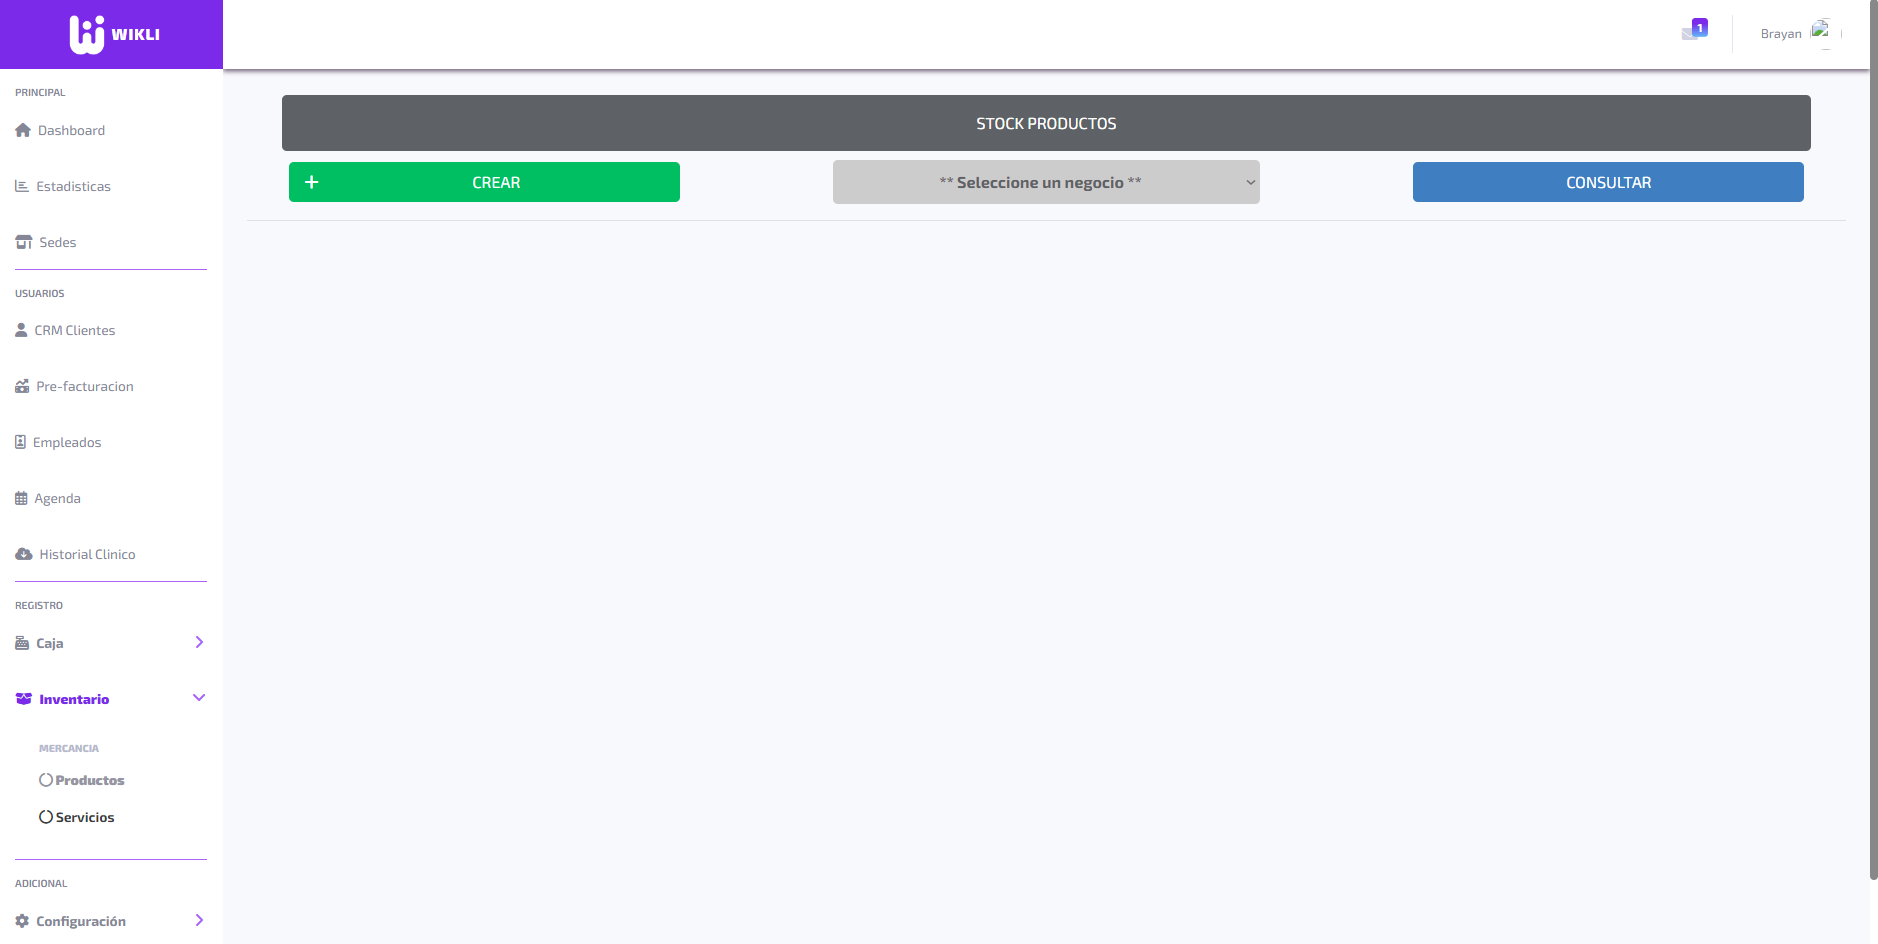 WIKLI
1
Brayan
PRINCIPAL
Dashboard
Estadisticas
Sedes
USUARIOS
CRM Clientes
Pre-facturacion
Empleados
Agenda
Historial Clinico
REGISTRO
Caja
Inventario
MERCANCIA
Productos
Servicios
ADICIONAL
Configuración
STOCK PRODUCTOS
+ CREAR
** Seleccione un negocio **
CONSULTAR